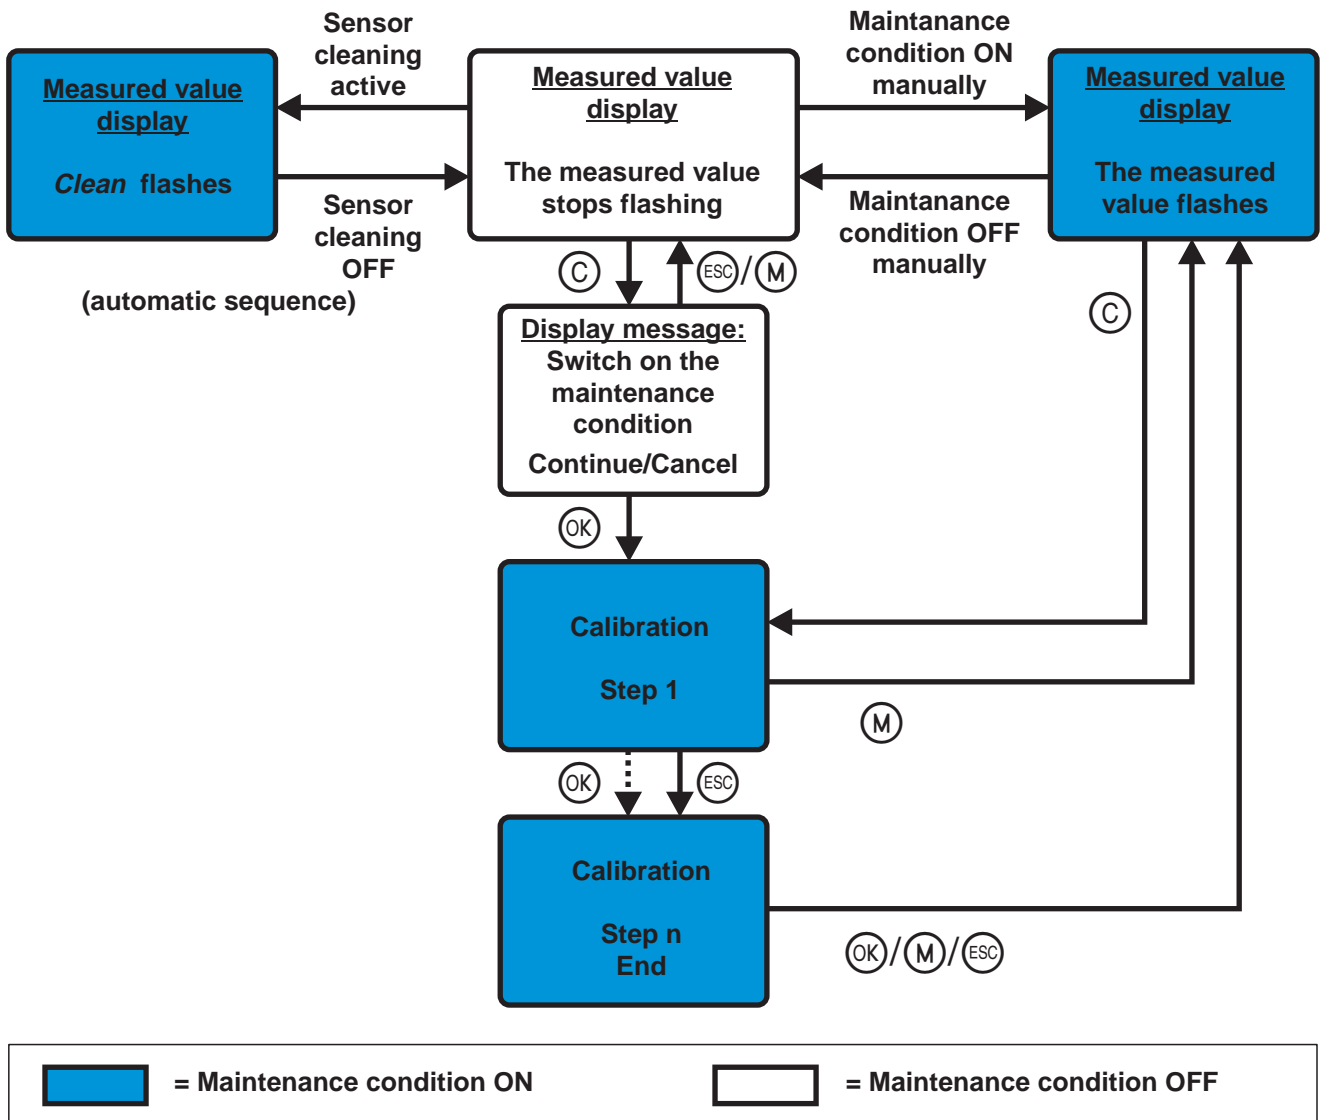 Sensor
cleaning
active
Maintanance
condition ON
manually
Measured value
display
Clean flashes
Measured value
display
The measured value
stops flashing
Measured value
display
The measured
value flashes
Sensor
cleaning
OFF
(automatic sequence)
Maintanance
condition OFF
manually
C
ESC/M
C
Display message:
Switch on the
maintenance
condition
Continue/Cancel
OK
Calibration
Step 1
M
OK
ESC
Calibration
Step n
End
OK/M/ESC
= Maintenance condition ON
= Maintenance condition OFF